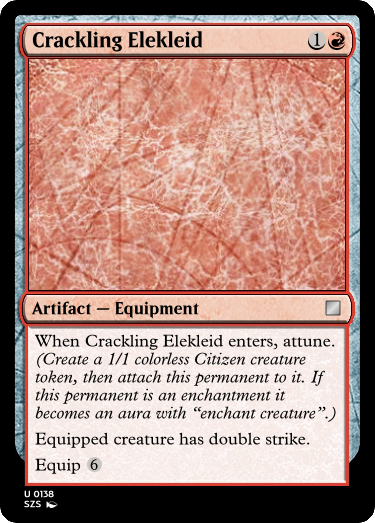 Crackling Elekleid 1
Artifact — Equipment
When Crackling Elekleid enters, attune.
(Create a 1/1 colorless Citizen creature
token, then attach this permanent to it. If
this permanent is an enchantment it
becomes an aura with “enchant creature”.)
Equipped creature has double strike.
Equip 6
U 0138
SZS